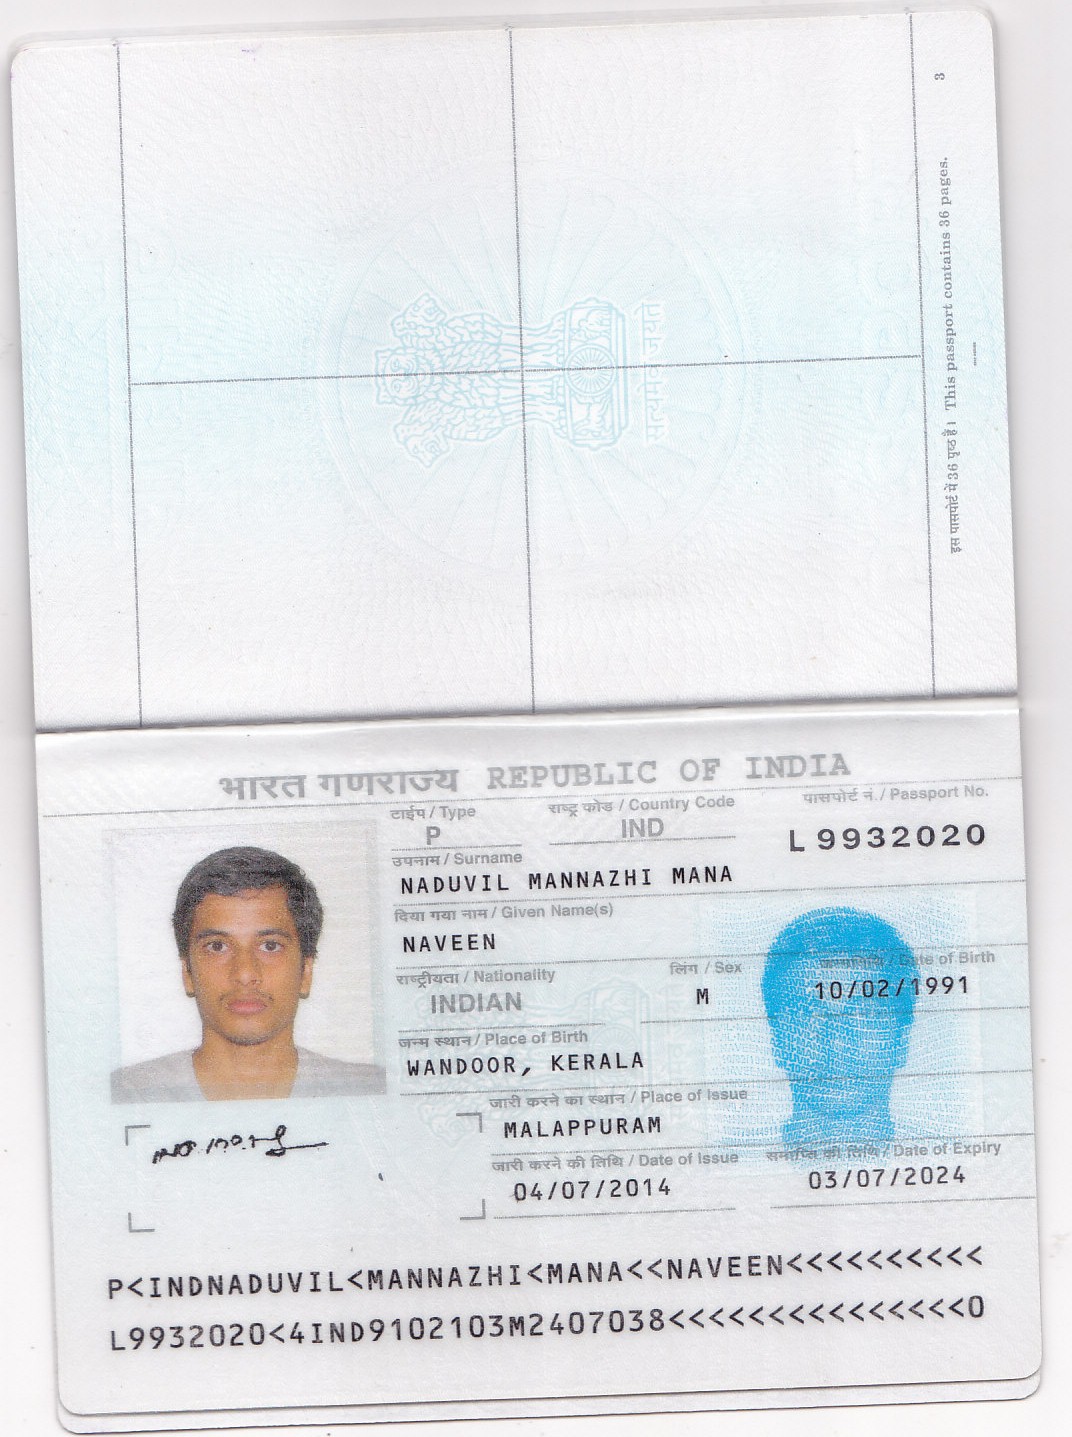 3
इस पासपोर्ट में 36 पृष्ठ हैं। This passport contains 36 pages.
सत्यमेव जयते
भारत गणराज्य REPUBLIC OF INDIA
टाईप / Type
राष्ट्र कोड / Country Code
पासपोर्ट नं. / Passport No.
P
IND
L 9932020
उपनाम / Surname
NADUVIL MANNAZHI MANA
दिया गया नाम / Given Name(s)
NAVEEN
राष्ट्रीयता / Nationality
लिंग / Sex
जन्मतिथि / Date of Birth
INDIAN
M
10/02/1991
जन्म स्थान / Place of Birth
WANDOOR, KERALA
जारी करने का स्थान / Place of Issue
MALAPPURAM
जारी करने की तिथि / Date of Issue
समाप्ति की तिथि / Date of Expiry
04/07/2014
03/07/2024
P<INDNADUVIL<MANNAZHI<MANA<<NAVEEN<<<<<<<<<<
L9932020<4IND9102103M2407038<<<<<<<<<<<<<<<0